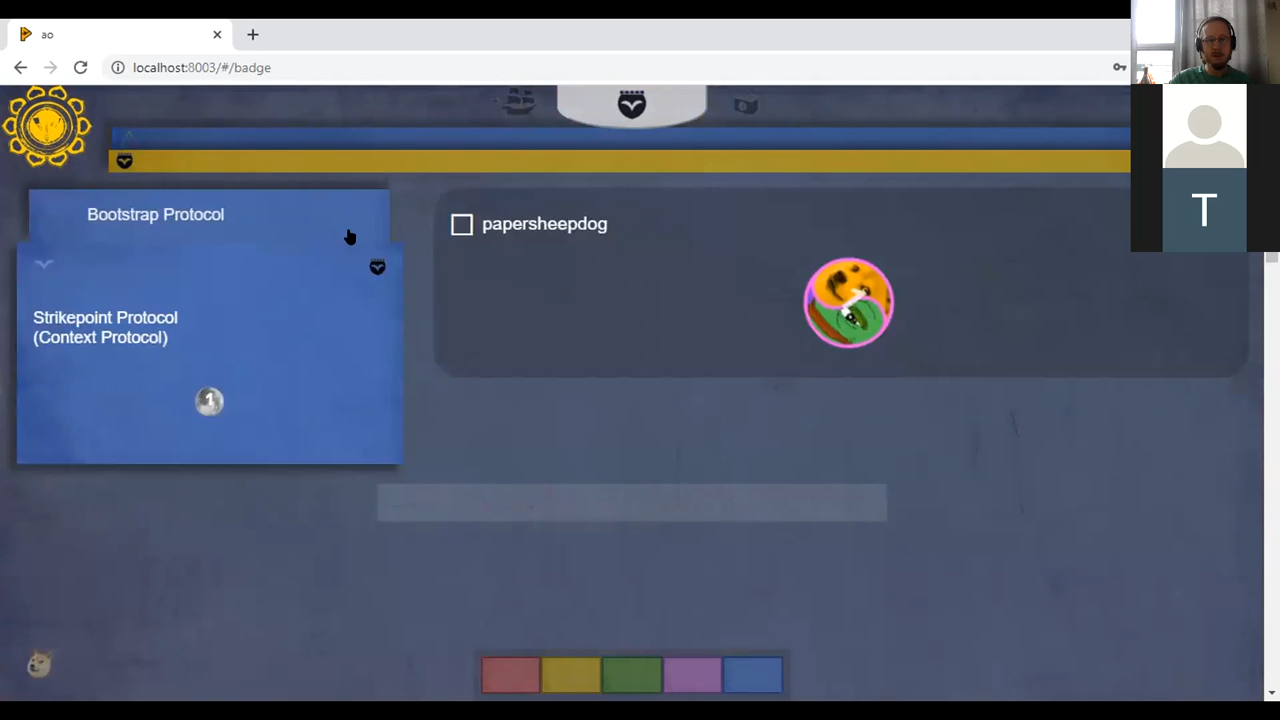 ao
localhost:8003/#/badge
Bootstrap Protocol
papersheepdog
Strikepoint Protocol
(Context Protocol)
1
T